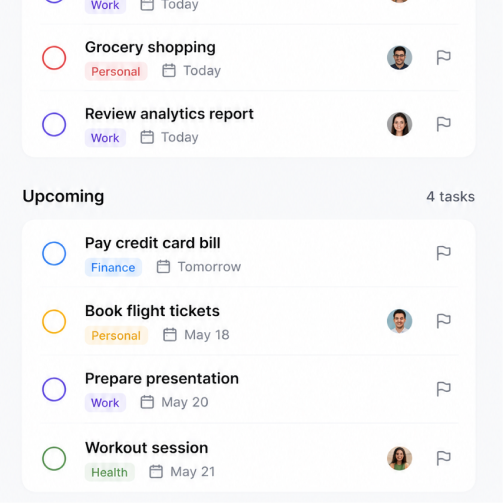 Work Today
Grocery shopping
Personal Today
Review analytics report
Work Today
Upcoming 4 tasks
Pay credit card bill
Finance Tomorrow
Book flight tickets
Personal May 18
Prepare presentation
Work May 20
Workout session
Health May 21